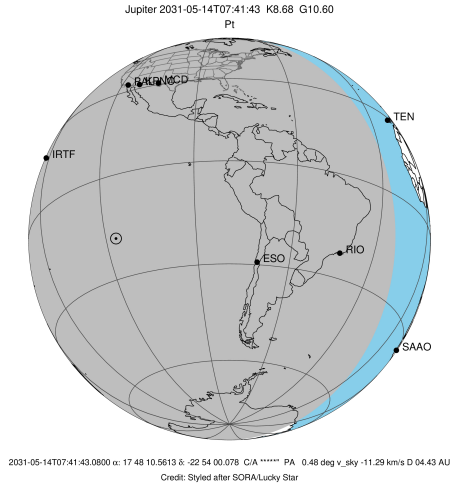 Jupiter 2031-05-14T07:41:43 K8.68 G10.60
Pt
MCD
TEN
IRTF
RIO
ESO
SAAO
2031-05-14T07:41:43.0800 α: 17 48 10.5613 δ: -22 54 00.078 C/A *****" PA 0.48 deg v_sky -11.29 km/s D 04.43 AU
Credit: Styled after SORA/Lucky Star